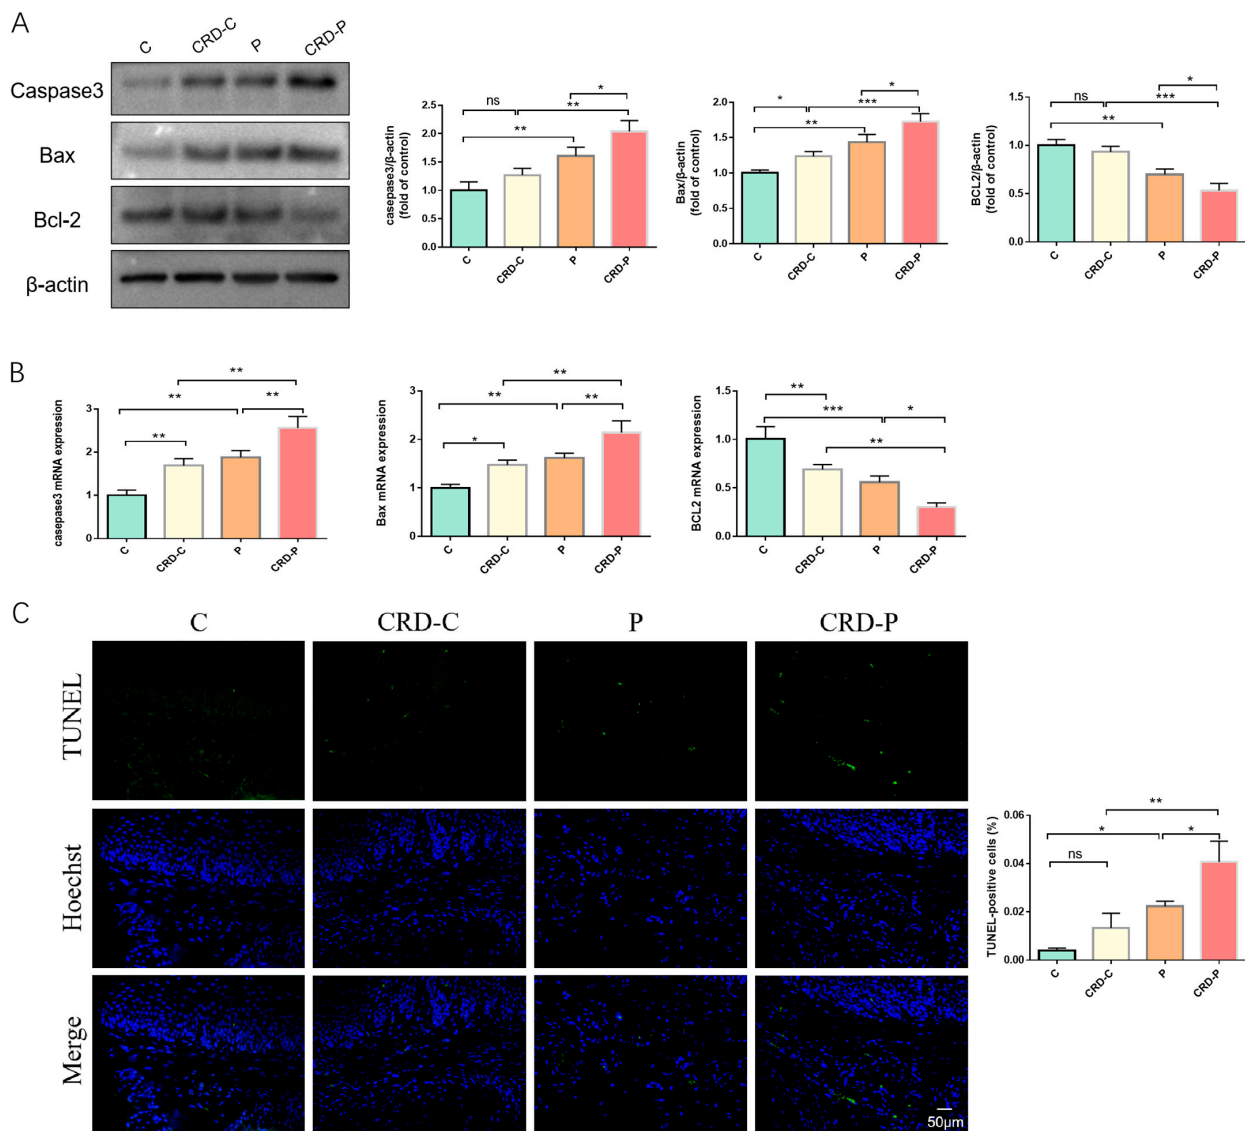 A
C
CRD-C
P
CRD-P
Caspase3
Bax
Bcl-2
β-actin
casepase3/β-actin
(fold of control)
2.5
2.0
1.5
1.0
0.5
0.0
ns
**
*
**
C
CRD-C
P
CRD-P
Bax/β-actin
(fold of control)
2.0
1.5
1.0
0.5
0.0
*
***
*
**
C
CRD-C
P
CRD-P
BCL2/β-actin
(fold of control)
1.5
1.0
0.5
0.0
ns
***
*
**
C
CRD-C
P
CRD-P
B
casepase3 mRNA expression
3
2
1
0
**
**
**
**
C
CRD-C
P
CRD-P
Bax mRNA expression
3
2
1
0
**
**
**
*
C
CRD-C
P
CRD-P
BCL2 mRNA expression
1.5
1.0
0.5
0.0
**
***
*
**
C
CRD-C
P
CRD-P
C
C
CRD-C
P
CRD-P
TUNEL
Hoechst
Merge
50μm
TUNEL-positive cells (%)
0.06
0.04
0.02
0.00
**
*
*
ns
C
CRD-C
P
CRD-P